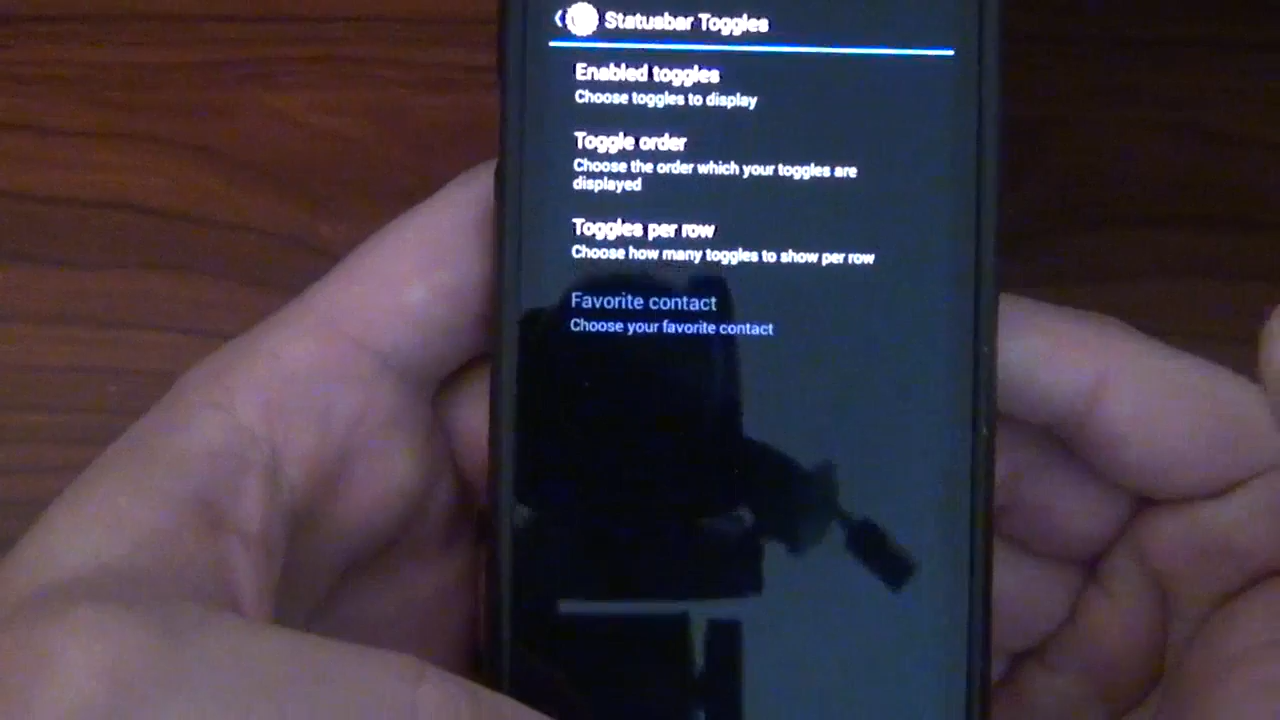 Statusbar Toggles
Enabled toggles
Choose toggles to display
Toggle order
Choose the order which your toggles are
displayed
Toggles per row
Choose how many toggles to show per row
Favorite contact
Choose your favorite contact